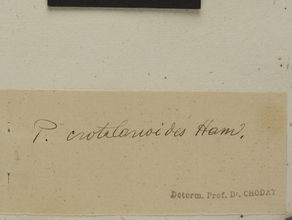 P. crotalarioides Ham.
Determ. Prof. Dr. CHODAT